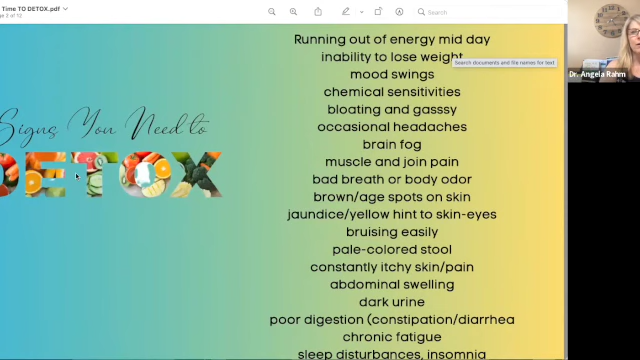 Time TO DETOX.pdf
Page 2 of 12
Search
Running out of energy mid day
inability to lose weight
Search documents and file names for text
mood swings
Dr. Angela Rahm
chemical sensitivities
bloating and gasssy
Signs You Need to
occasional headaches
brain fog
DETOX
muscle and join pain
bad breath or body odor
brown/age spots on skin
jaundice/yellow hint to skin-eyes
bruising easily
pale-colored stool
constantly itchy skin/pain
abdominal swelling
dark urine
poor digestion (constipation/diarrhea
chronic fatigue
sleep disturbances, insomnia